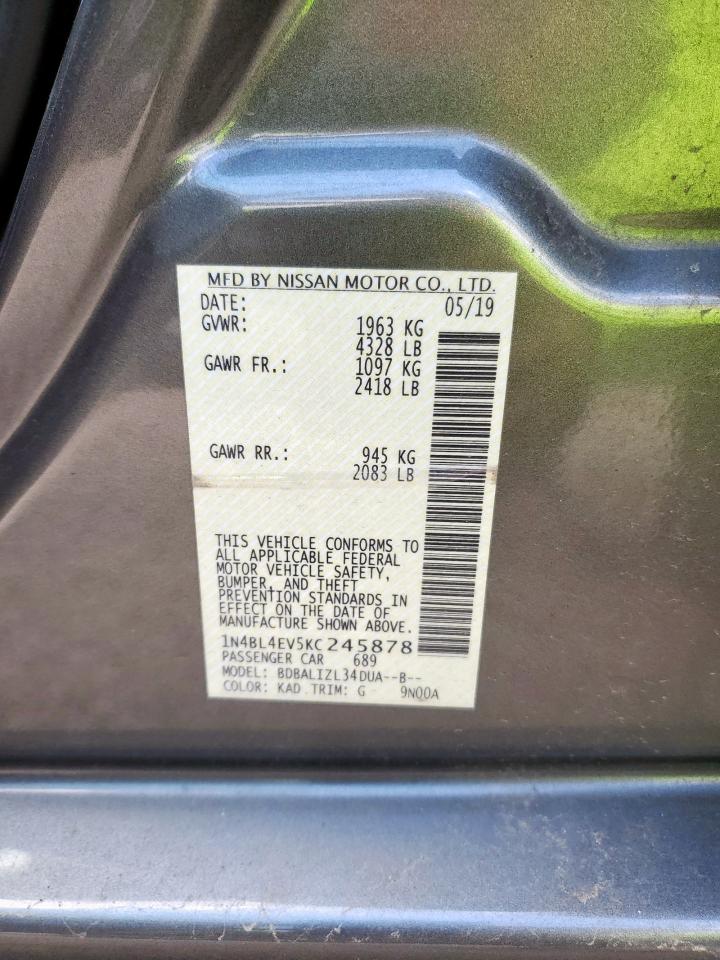 MFD BY NISSAN MOTOR CO., LTD.
DATE: 05/19
GVWR: 1963 KG
4328 LB
GAWR FR.: 1097 KG
2418 LB
GAWR RR.: 945 KG
2083 LB
THIS VEHICLE CONFORMS TO
ALL APPLICABLE FEDERAL
MOTOR VEHICLE SAFETY,
BUMPER, AND THEFT
PREVENTION STANDARDS IN
EFFECT ON THE DATE OF
MANUFACTURE SHOWN ABOVE.
1N4BL4EV5KC245878
PASSENGER CAR 689
MODEL: BDBALIZL34DUA--B--
COLOR: KAD TRIM: G 9N00A